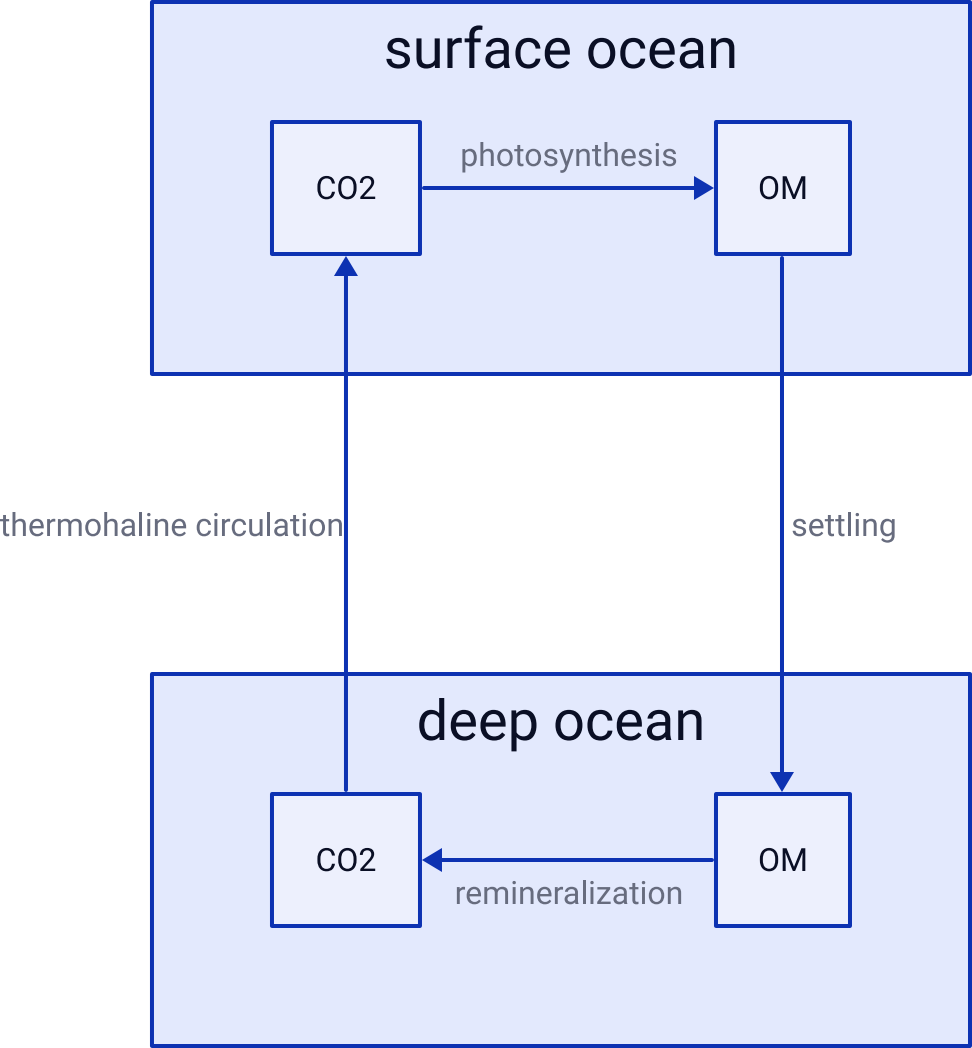 surface ocean
photosynthesis
CO2
OM
thermohaline circulation
settling
deep ocean
CO2
OM
remineralization